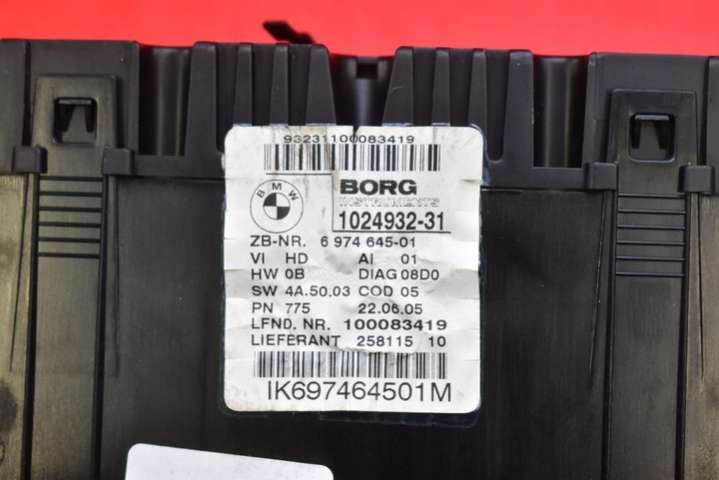 93231100083419
BMW
BORG
INSTRUMENTS
1024932-31
ZB-NR. 6 974 645-01
VI HD AI 01
HW 0B DIAG 08D0
SW 4A.50.03 COD 05
PN 775 22.06.05
LFND. NR. 100083419
LIEFERANT 258115 10
IK697464501M